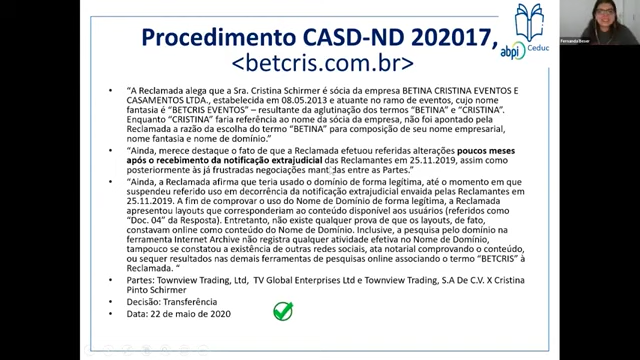 Procedimento CASD-ND 202017,
<betcris.com.br>
abpi Ceduc
• "A Reclamada alega que a Sra. Cristina Schirmer é sócia da empresa BETINA CRISTINA EVENTOS E
CASAMENTOS LTDA., estabelecida em 08.05.2013 e atuante no ramo de eventos, cujo nome
fantasia é "BETCRIS EVENTOS" – resultante da aglutinação dos termos "BETINA" e "CRISTINA".
Enquanto "CRISTINA" faria referência ao nome da sócia da empresa, não foi apontado pela
Reclamada a razão da escolha do termo "BETINA" para composição de seu nome empresarial,
nome fantasia e nome de domínio."
• "Ainda, merece destaque o fato de que a Reclamada efetuou referidas alterações poucos meses
após o recebimento da notificação extrajudicial das Reclamantes em 25.11.2019, assim como
posteriormente às já frustradas negociações mantidas entre as Partes."
• "Ainda, a Reclamada afirma que teria usado o domínio de forma legítima, até o momento em que
suspendeu referido uso em decorrência da notificação extrajudicial enviada pelas Reclamantes em
25.11.2019. A fim de comprovar o uso do Nome de Domínio de forma legítima, a Reclamada
apresentou layouts que corresponderiam ao conteúdo disponível aos usuários (referidos como
"Doc. 04" da Resposta). Entretanto, não existe qualquer prova de que os layouts, de fato,
constavam online como conteúdo do Nome de Domínio. Inclusive, a pesquisa pelo domínio na
ferramenta Internet Archive não registra qualquer atividade efetiva no Nome de Domínio,
tampouco se constatou a existência de outras redes sociais, ata notarial comprovando o conteúdo,
ou sequer resultados nas demais ferramentas de pesquisas online associando o termo "BETCRIS" à
Reclamada. "
• Partes: Townview Trading, Ltd, TV Global Enterprises Ltd e Townview Trading, S.A De C.V. X Cristina
Pinto Schirmer
• Decisão: Transferência
• Data: 22 de maio de 2020